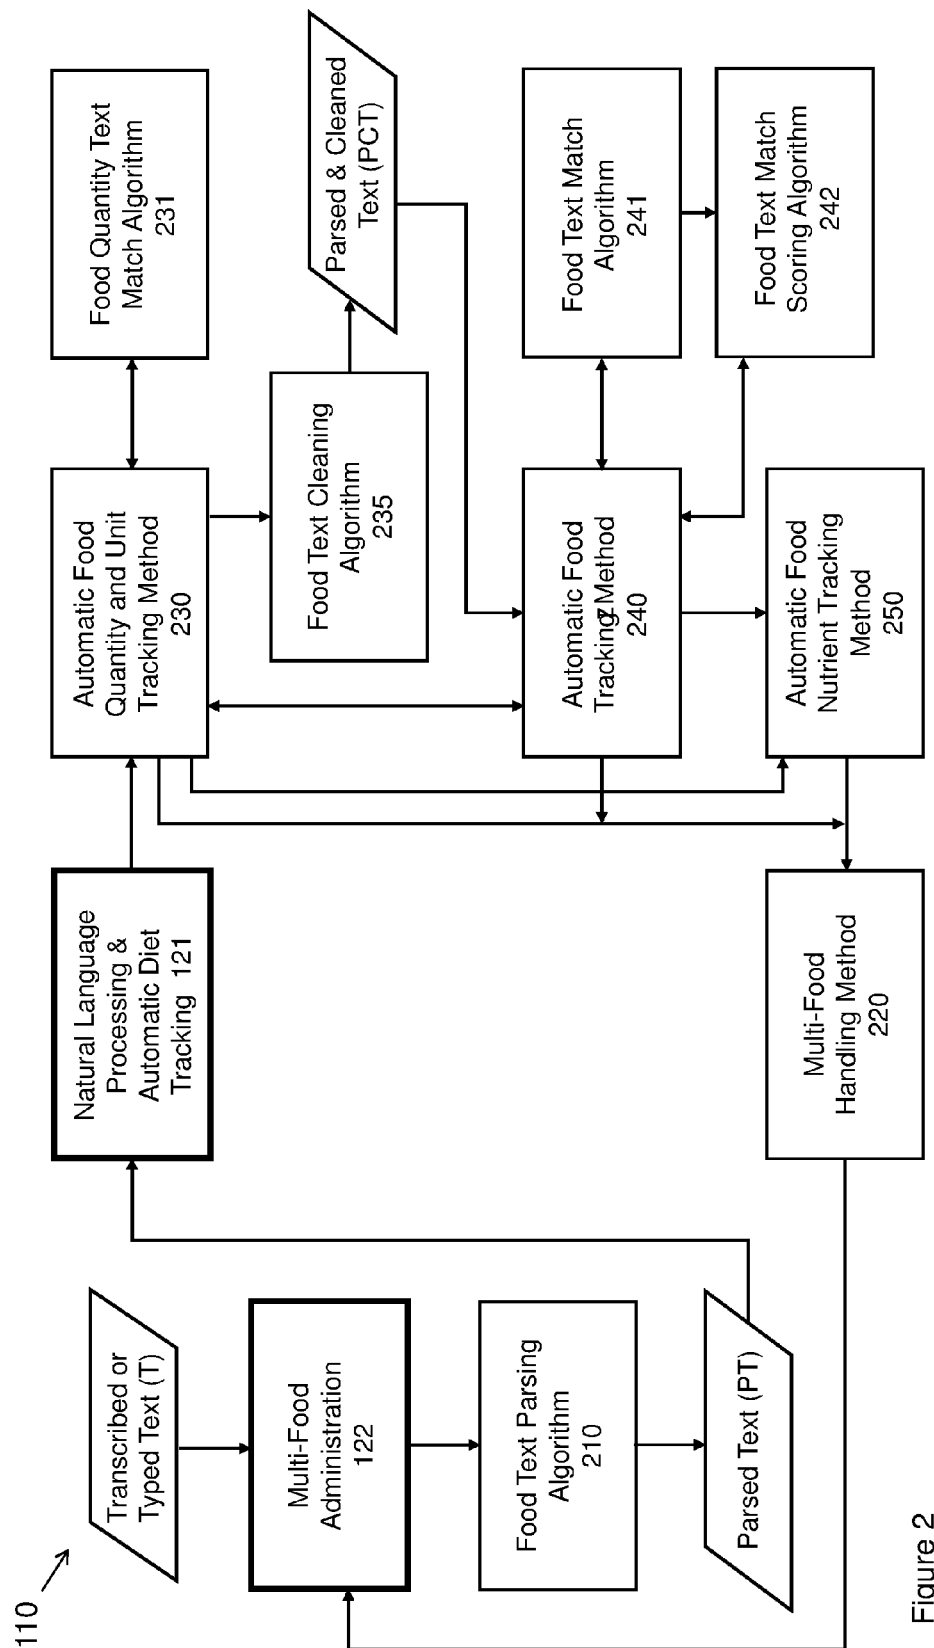 110
Transcribed or
Typed Text (T)
Multi-Food
Administration
122
Food Text Parsing
Algorithm
210
Parsed Text (PT)
Natural Language
Processing &
Automatic Diet
Tracking 121
Multi-Food
Handling Method
220
Automatic Food
Quantity and Unit
Tracking Method
230
Food Quantity Text
Match Algorithm
231
Food Text Cleaning
Algorithm
235
Parsed & Cleaned
Text (PCT)
Automatic Food
Tracking Method
240
Food Text Match
Algorithm
241
Food Text Match
Scoring Algorithm
242
Automatic Food
Nutrient Tracking
Method
250
Figure 2